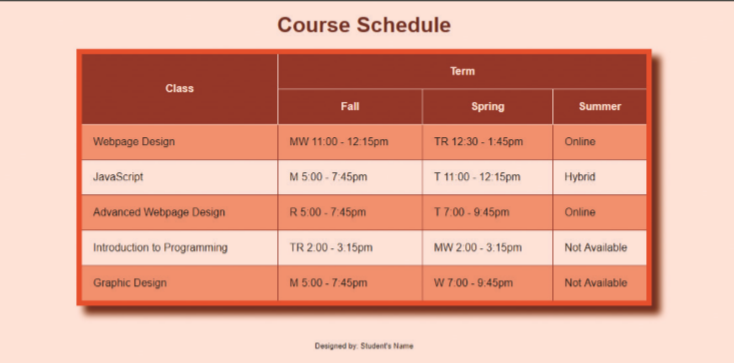 Course Schedule
Class
Term
Fall Spring Summer
Webpage Design MW 11:00 - 12:15pm TR 12:30 - 1:45pm Online
JavaScript M 5:00 - 7:45pm T 11:00 - 12:15pm Hybrid
Advanced Webpage Design R 5:00 - 7:45pm T 7:00 - 9:45pm Online
Introduction to Programming TR 2:00 - 3:15pm MW 2:00 - 3:15pm Not Available
Graphic Design M 5:00 - 7:45pm W 7:00 - 9:45pm Not Available
Designed by: Student's Name